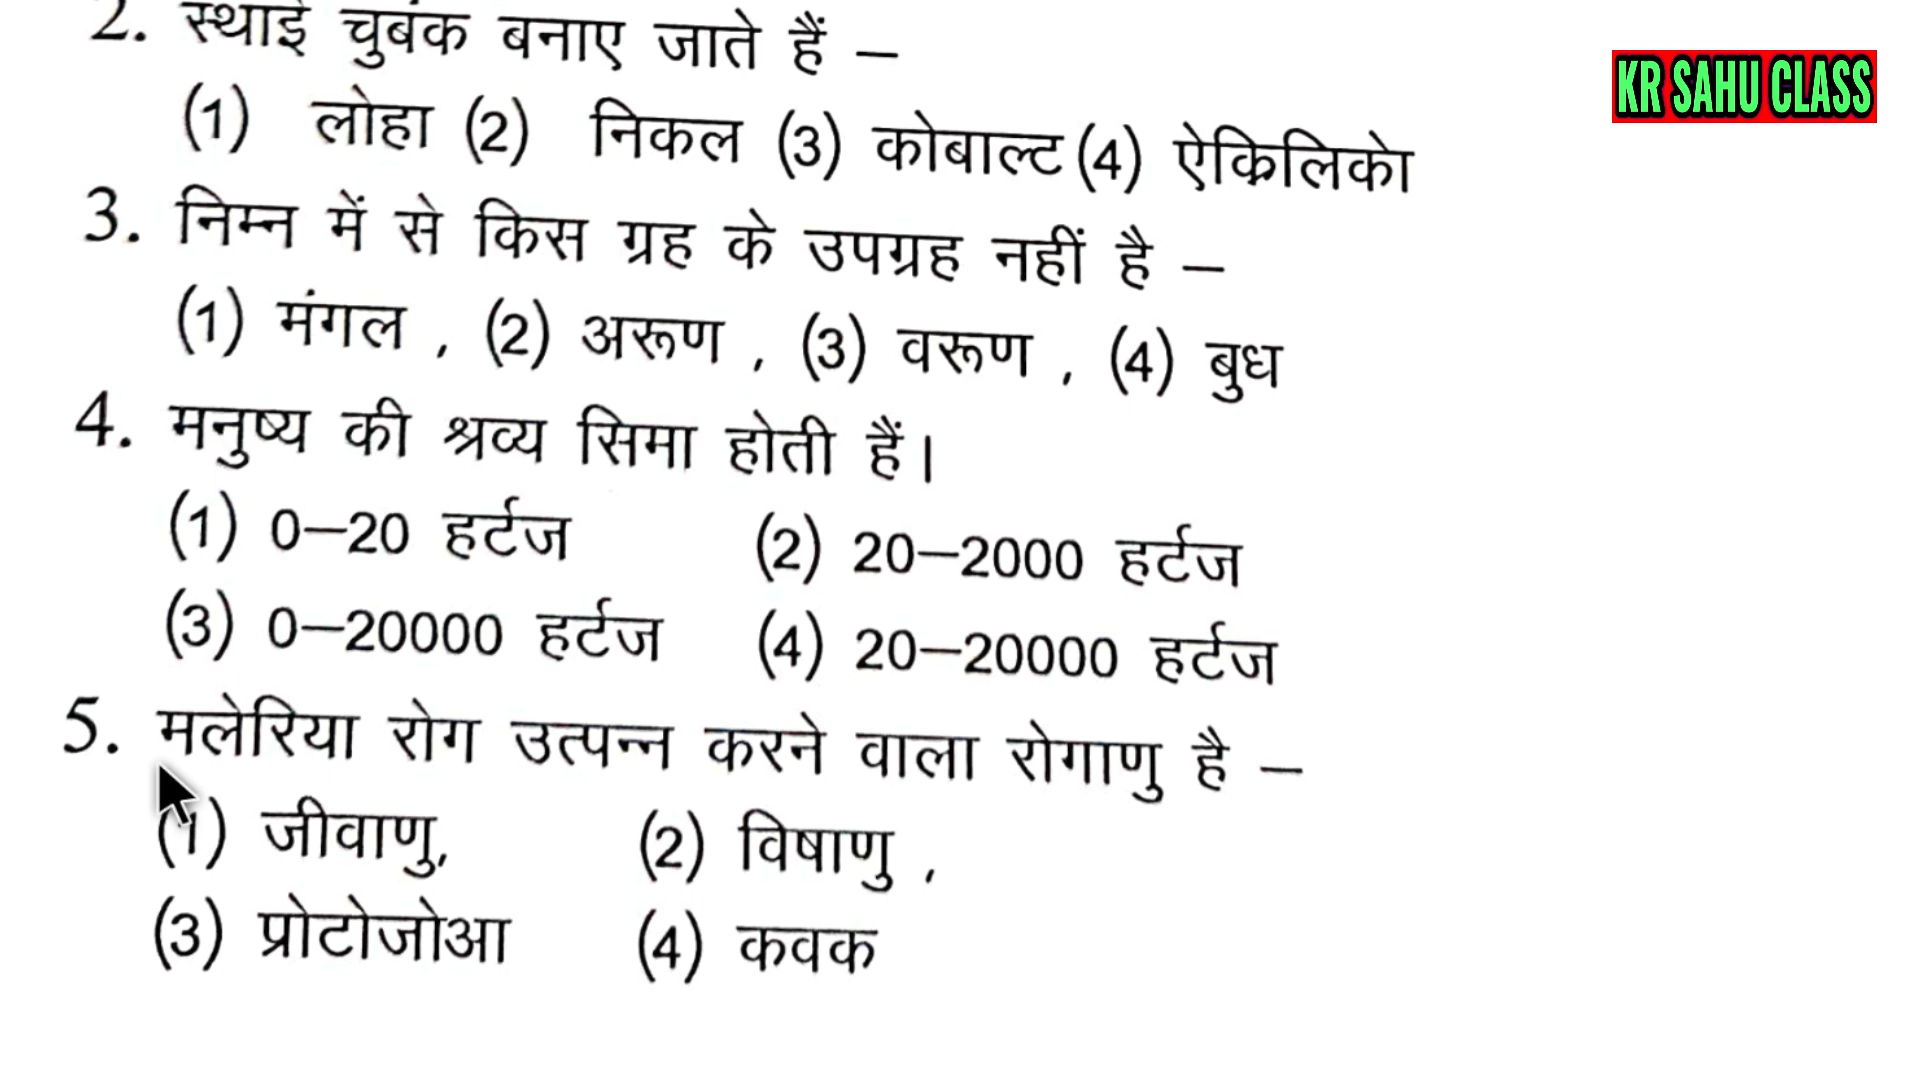 2. स्थाई चुबंक बनाए जाते हैं –
KR SAHU CLASS
(1) लोहा (2) निकल (3) कोबाल्ट (4) ऐक्रिलिको
3. निम्न में से किस ग्रह के उपग्रह नहीं है –
(1) मंगल , (2) अरूण , (3) वरूण , (4) बुध
4. मनुष्य की श्रव्य सिमा होती हैं।
(1) 0–20 हर्टज (2) 20–2000 हर्टज
(3) 0–20000 हर्टज (4) 20–20000 हर्टज
5. मलेरिया रोग उत्पन्न करने वाला रोगाणु है –
(1) जीवाणु, (2) विषाणु ,
(3) प्रोटोजोआ (4) कवक